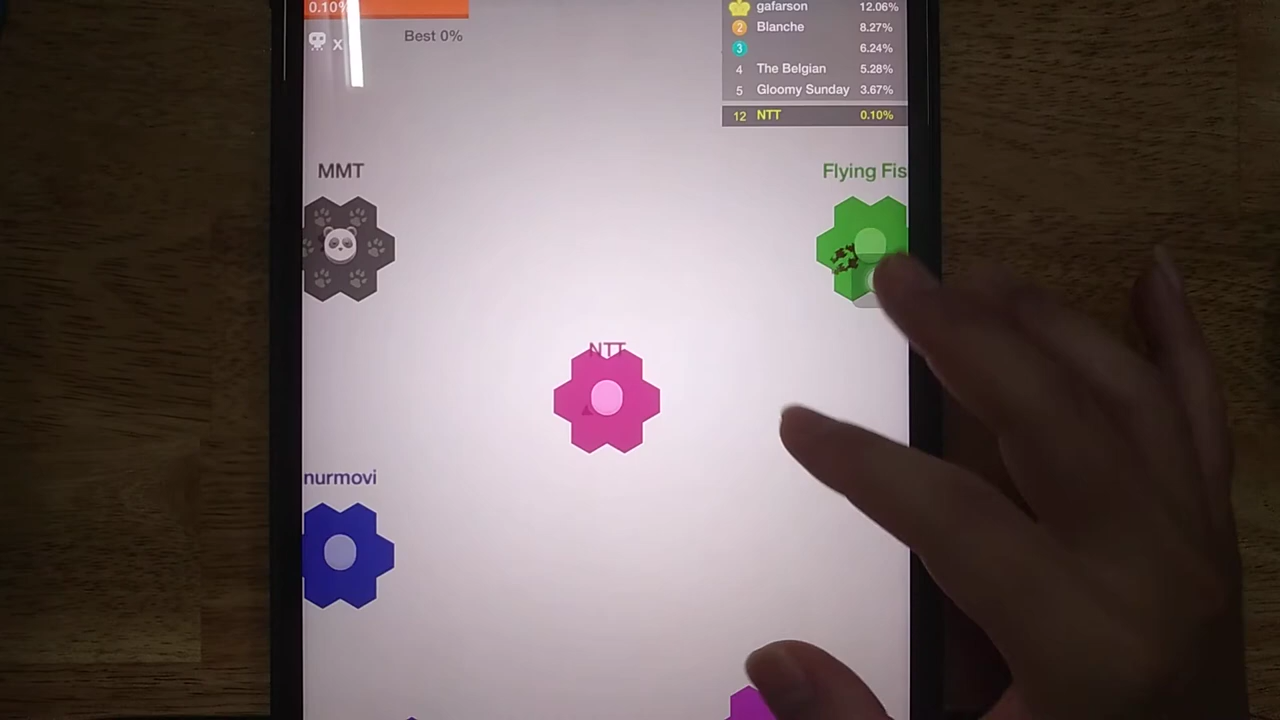 0.10%
x
Best 0%
gafarson 12.06%
2 Blanche 8.27%
3 6.24%
4 The Belgian 5.28%
5 Gloomy Sunday 3.67%
12 NTT 0.10%
MMT
Flying Fis
NTT
nurmovi